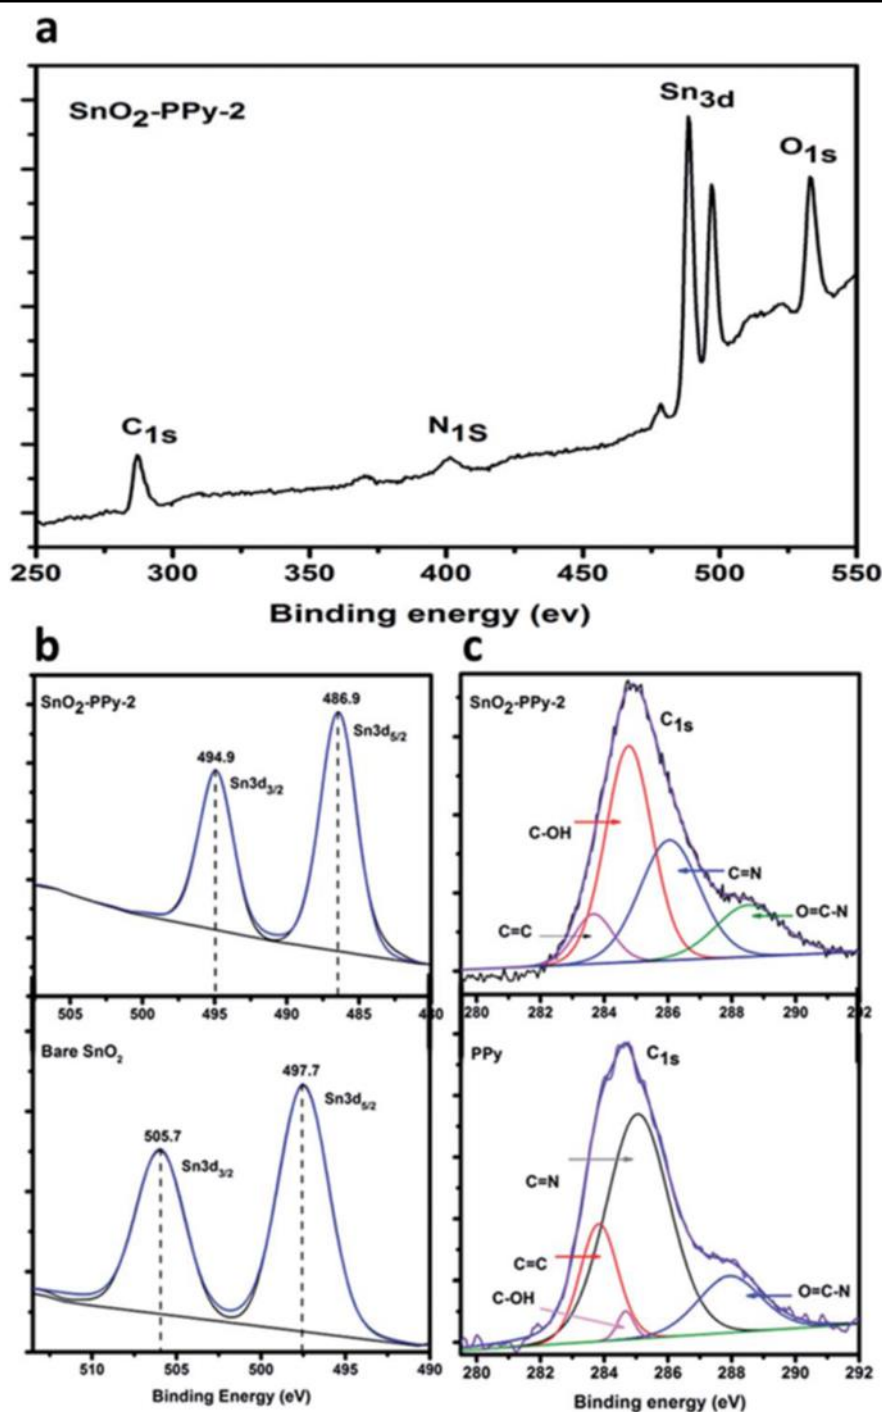 a
SnO₂-PPy-2
Sn₃d
O₁s
C₁s
N₁S
250 300 350 400 450 500 550
Binding energy (ev)
b
SnO₂-PPy-2
486.9
Sn3d₅/₂
494.9
Sn3d₃/₂
505 500 495 490 485 480
Bare SnO₂
497.7
Sn3d₅/₂
505.7
Sn3d₃/₂
510 505 500 495 490
Binding Energy (eV)
c
SnO₂-PPy-2
C₁s
C-OH
C=N
C=C
O=C-N
280 282 284 286 288 290 292
PPy
C₁s
C=N
C=C
C-OH
O=C-N
280 282 284 286 288 290 292
Binding energy (eV)